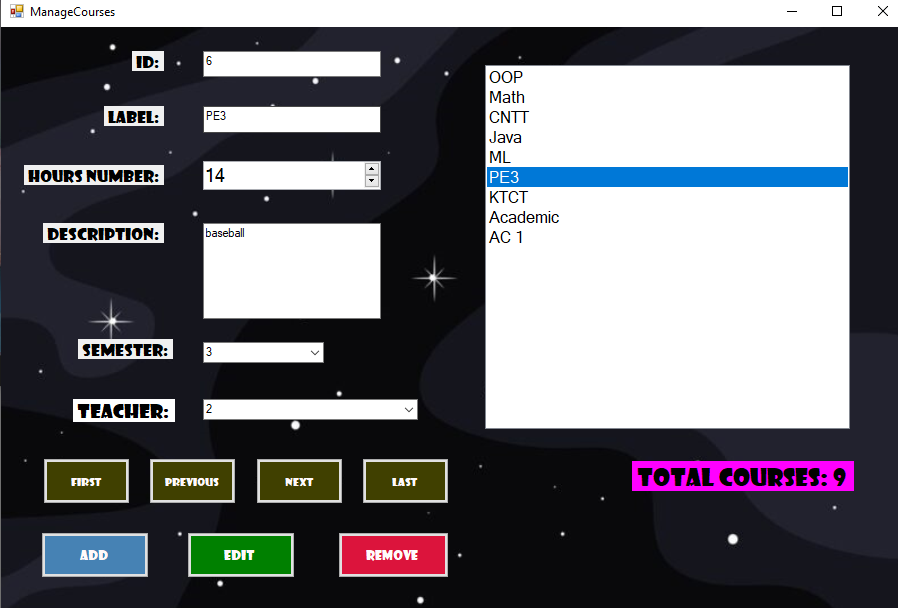 ManageCourses
ID: 6
LABEL: PE3
HOURS NUMBER: 14
DESCRIPTION: baseball
SEMESTER: 3
TEACHER: 2
FIRST PREVIOUS NEXT LAST
ADD EDIT REMOVE
OOP
Math
CNTT
Java
ML
PE3
KTCT
Academic
AC 1
TOTAL COURSES: 9